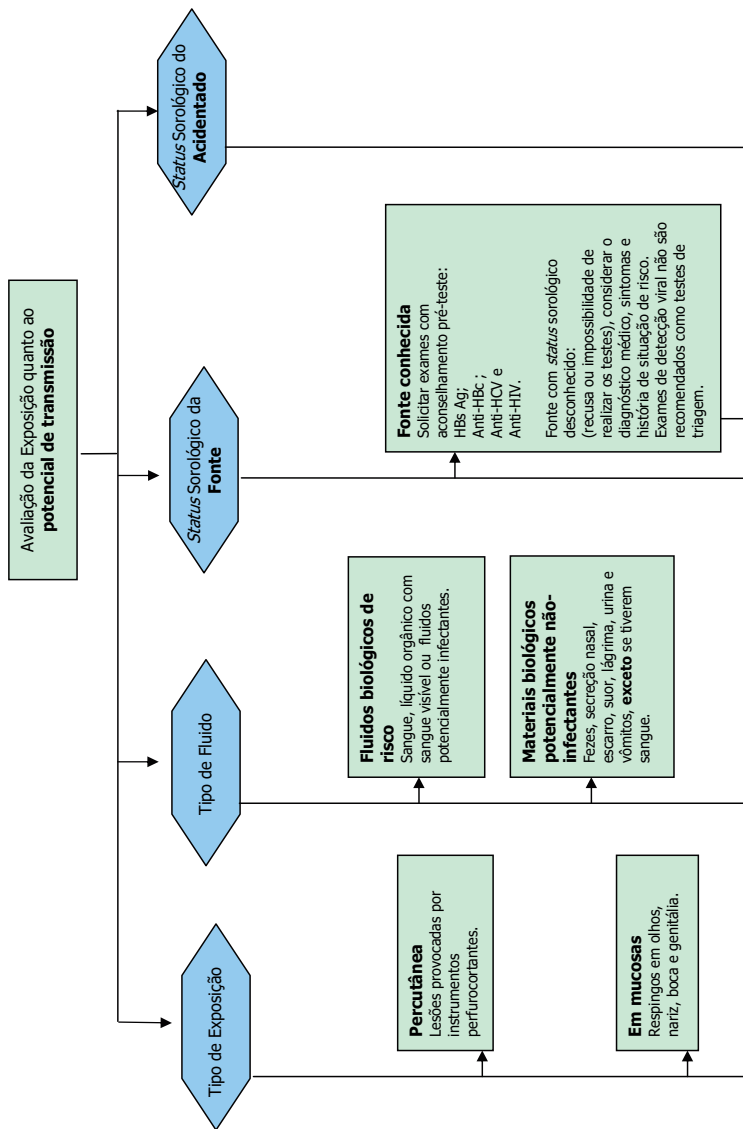 Avaliação da Exposição quanto ao
potencial de transmissão
Tipo de Exposição
Tipo de Fluido
Status Sorológico da
Fonte
Status Sorológico do
Acidentado
Percutânea
Lesões provocadas por
instrumentos
perfurocortantes.
Em mucosas
Respingos em olhos,
nariz, boca e genitália.
Fluidos biológicos de
risco
Sangue, líquido orgânico com
sangue visível ou fluidos
potencialmente infectantes.
Materiais biológicos
potencialmente não-
infectantes
Fezes, secreção nasal,
escarro, suor, lágrima, urina e
vômitos, exceto se tiverem
sangue.
Fonte conhecida
Solicitar exames com
aconselhamento pré-teste:
HBs Ag;
Anti-HBc ;
Anti-HCV e
Anti-HIV.
Fonte com status sorológico
desconhecido:
(recusa ou impossibilidade de
realizar os testes), considerar o
diagnóstico médico, sintomas e
história de situação de risco.
Exames de detecção viral não são
recomendados como testes de
triagem.